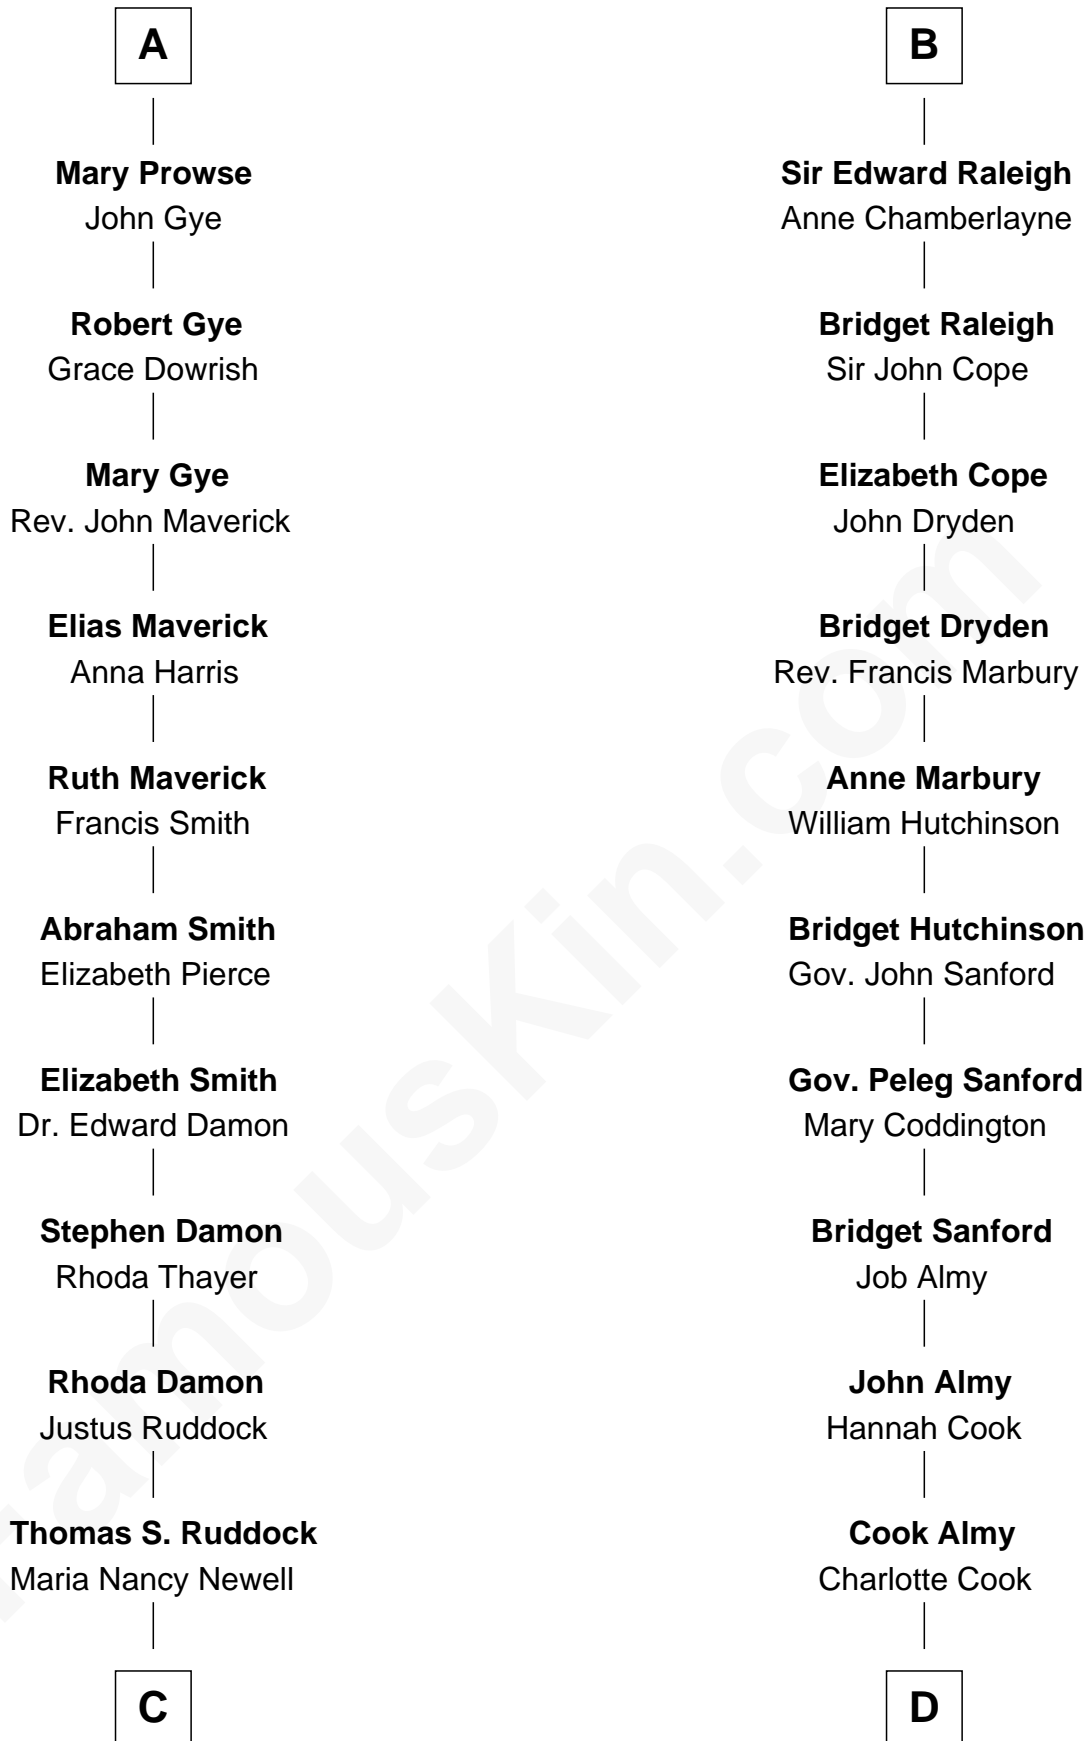 A
Mary Prowse
John Gye
Robert Gye
Grace Dowrish
Mary Gye
Rev. John Maverick
Elias Maverick
Anna Harris
Ruth Maverick
Francis Smith
Abraham Smith
Elizabeth Pierce
Elizabeth Smith
Dr. Edward Damon
Stephen Damon
Rhoda Thayer
Rhoda Damon
Justus Ruddock
Thomas S. Ruddock
Maria Nancy Newell
C
B
Sir Edward Raleigh
Anne Chamberlayne
Bridget Raleigh
Sir John Cope
Elizabeth Cope
John Dryden
Bridget Dryden
Rev. Francis Marbury
Anne Marbury
William Hutchinson
Bridget Hutchinson
Gov. John Sanford
Gov. Peleg Sanford
Mary Coddington
Bridget Sanford
Job Almy
John Almy
Hannah Cook
Cook Almy
Charlotte Cook
D
FamousKin.com